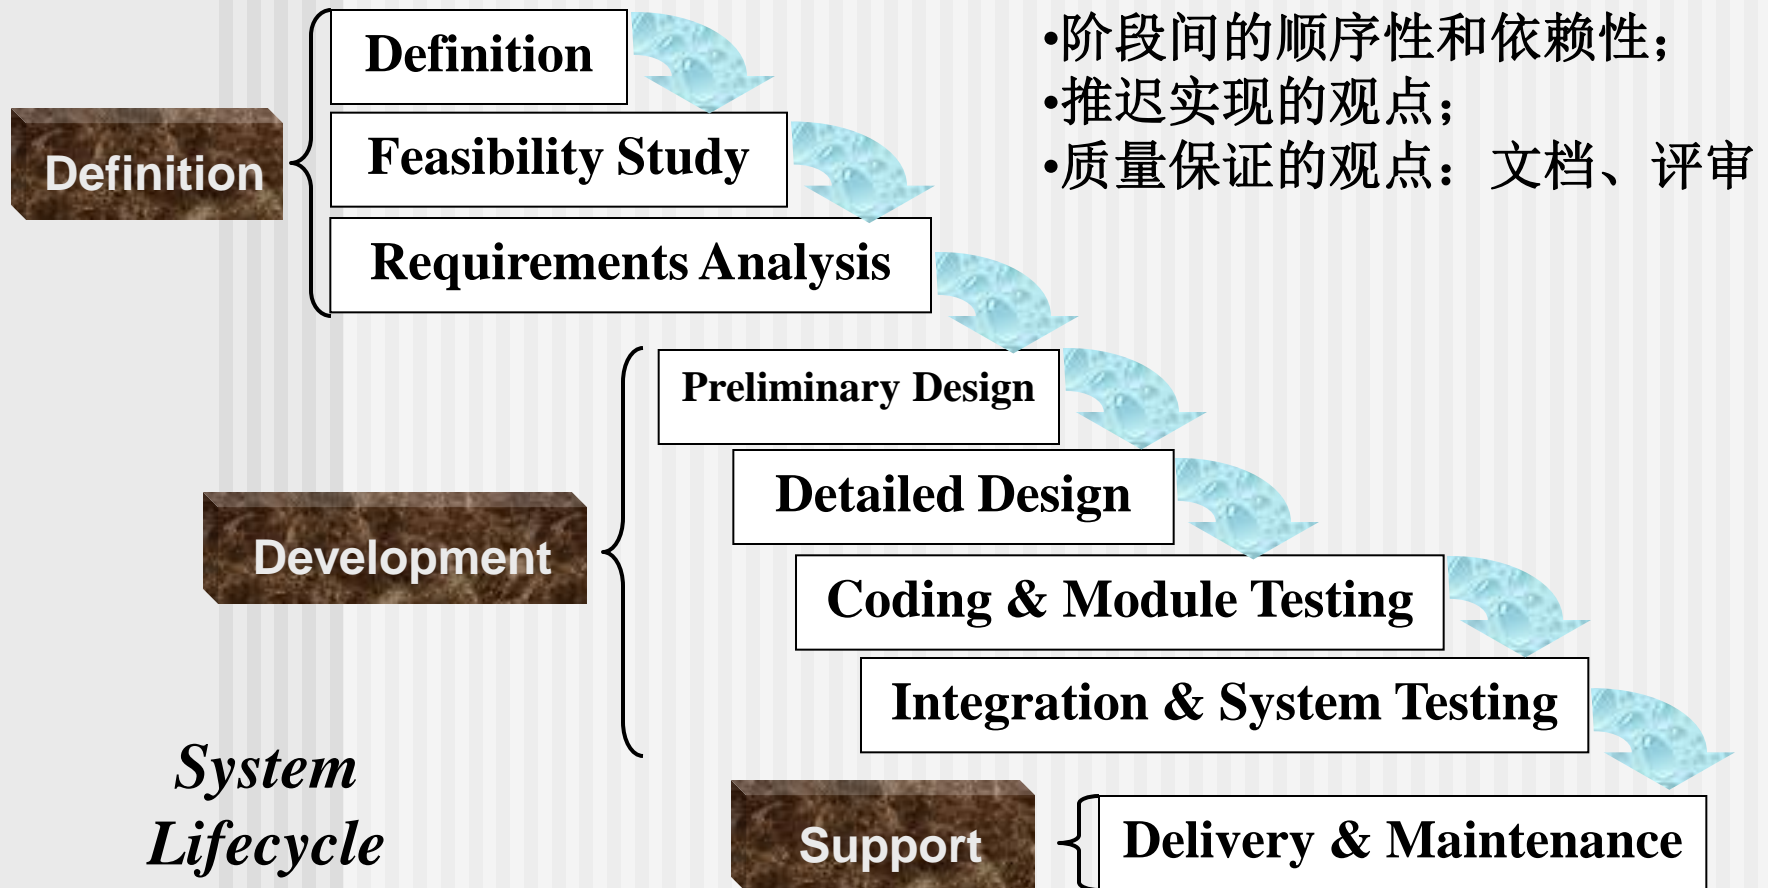 Definition
Feasibility Study
Requirements Analysis
Definition
•阶段间的顺序性和依赖性；
•推迟实现的观点；
•质量保证的观点：文档、评审
Preliminary Design
Detailed Design
Coding & Module Testing
Integration & System Testing
Development
System
Lifecycle
Support
Delivery & Maintenance